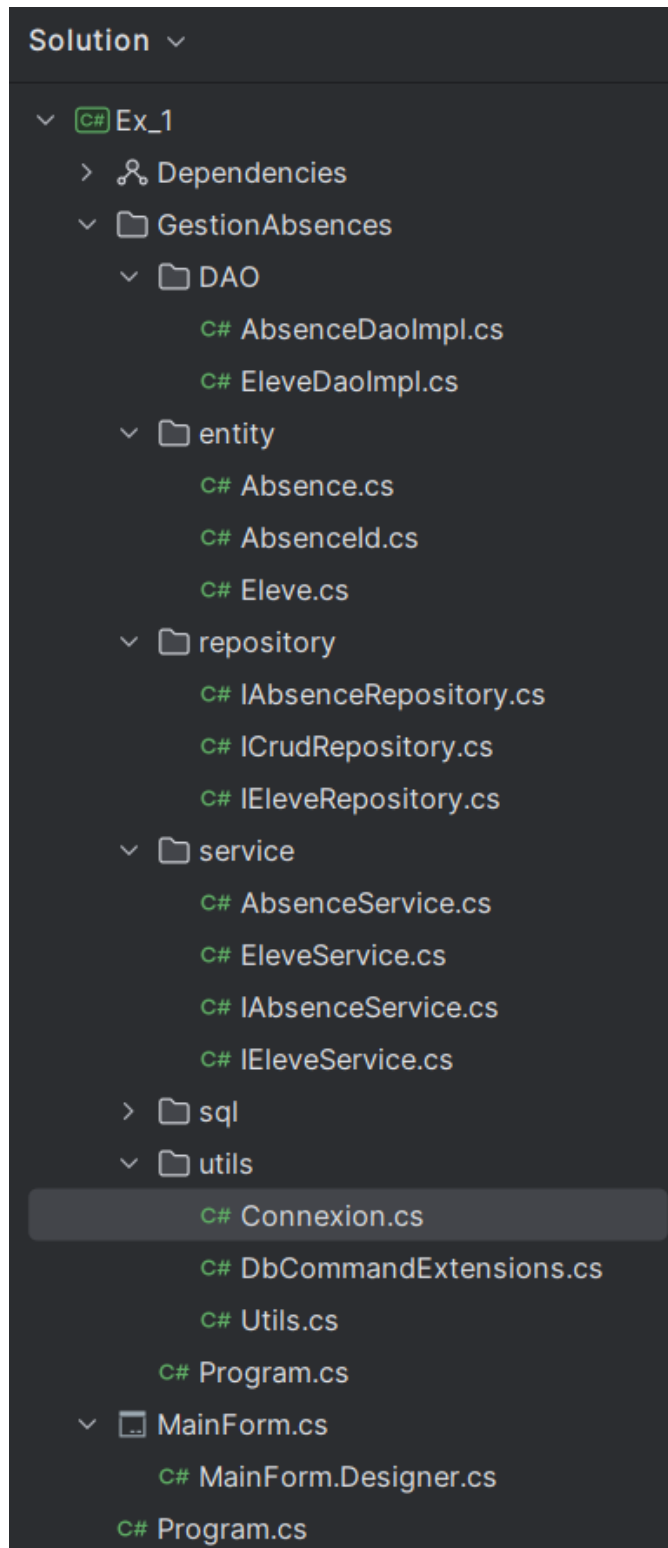 Solution
C# Ex_1
Dependencies
GestionAbsences
DAO
C# AbsenceDaoImpl.cs
C# EleveDaoImpl.cs
entity
C# Absence.cs
C# AbsenceId.cs
C# Eleve.cs
repository
C# IAbsenceRepository.cs
C# ICrudRepository.cs
C# IEleveRepository.cs
service
C# AbsenceService.cs
C# EleveService.cs
C# IAbsenceService.cs
C# IEleveService.cs
sql
utils
C# Connexion.cs
C# DbCommandExtensions.cs
C# Utils.cs
C# Program.cs
MainForm.cs
C# MainForm.Designer.cs
C# Program.cs